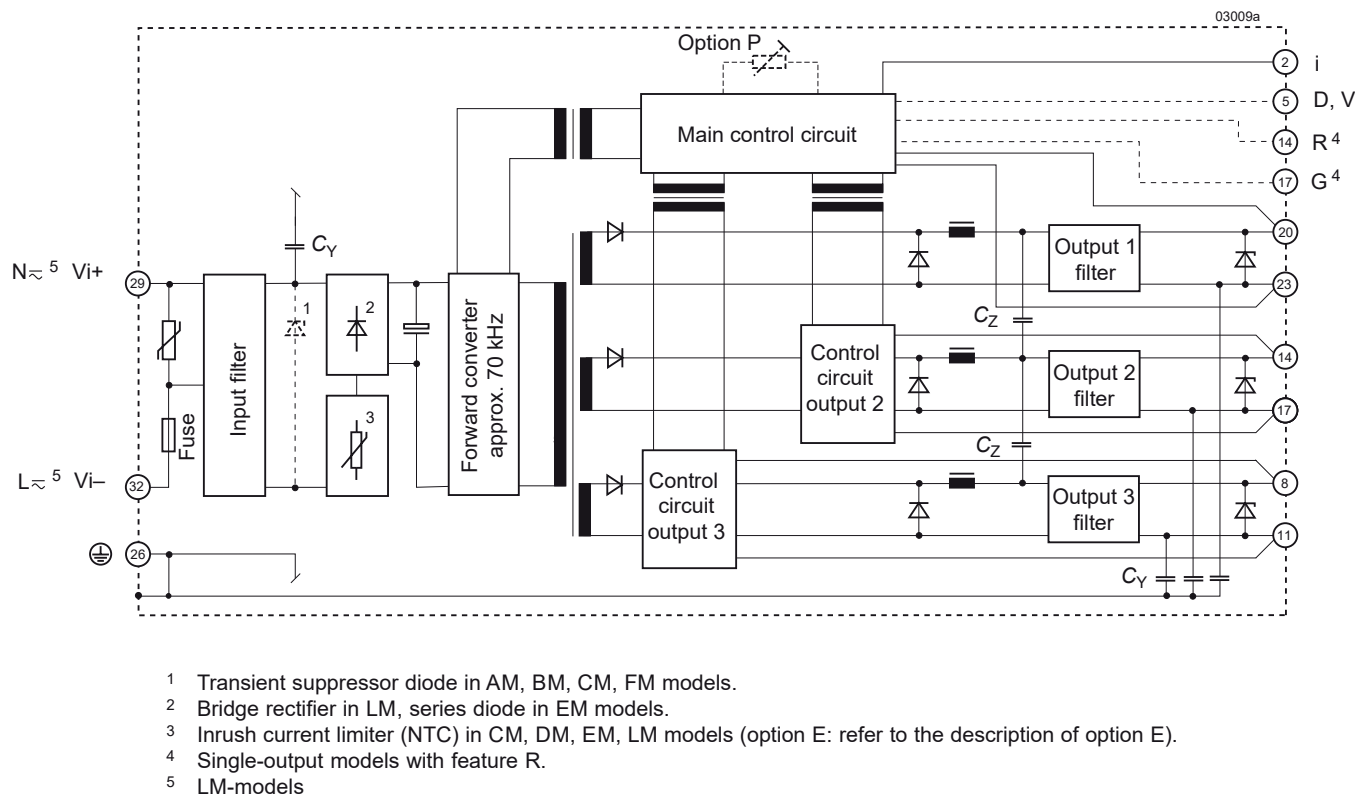 03009a
Option P
2 i
5 D, V
Main control circuit
14 R 4
17 G 4
CY
20
Output 1
filter
N≂ 5 Vi+
29
23
1
2
CZ
Input filter
Forward converter
approx. 70 kHz
Control
circuit
output 2
14
Output 2
filter
Fuse
3
17
CZ
L≂ 5 Vi–
32
Control
circuit
output 3
8
Output 3
filter
26
11
CY
1 Transient suppressor diode in AM, BM, CM, FM models.
2 Bridge rectifier in LM, series diode in EM models.
3 Inrush current limiter (NTC) in CM, DM, EM, LM models (option E: refer to the description of option E).
4 Single-output models with feature R.
5 LM-models